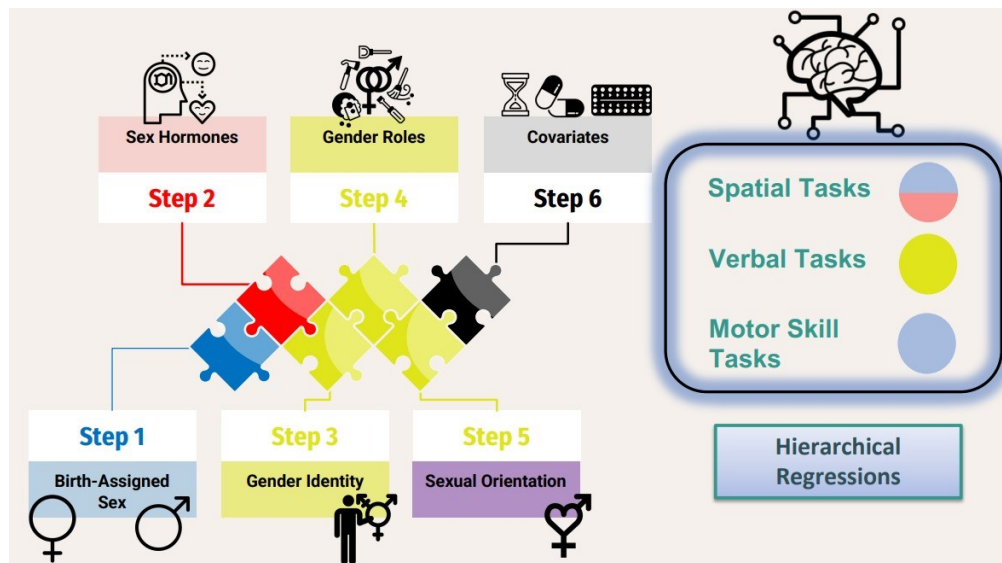 Sex Hormones
Step 2
Gender Roles
Step 4
Covariates
Step 6
Step 1
Birth-Assigned
Sex
Step 3
Gender Identity
Step 5
Sexual Orientation
Spatial Tasks
Verbal Tasks
Motor Skill
Tasks
Hierarchical
Regressions